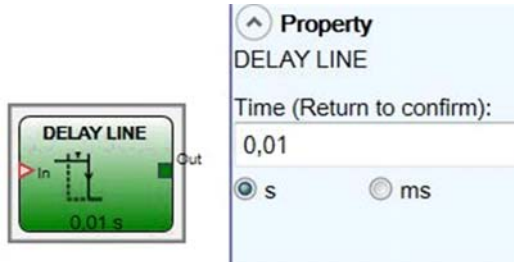 DELAY LINE
In
Out
0,01 s
Property
DELAY LINE
Time (Return to confirm):
0,01
s
ms